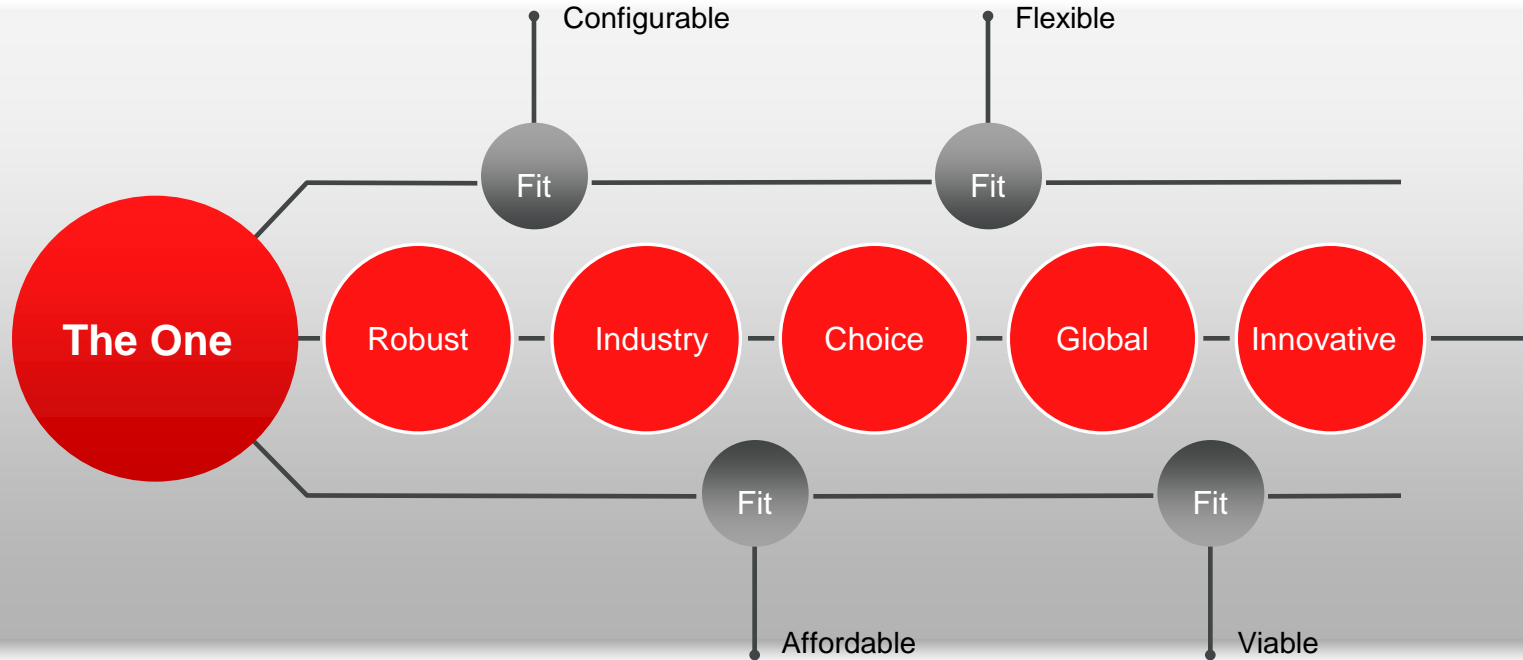 Configurable
Flexible
Fit
Fit
The One
Robust
Industry
Choice
Global
Innovative
Fit
Fit
Affordable
Viable